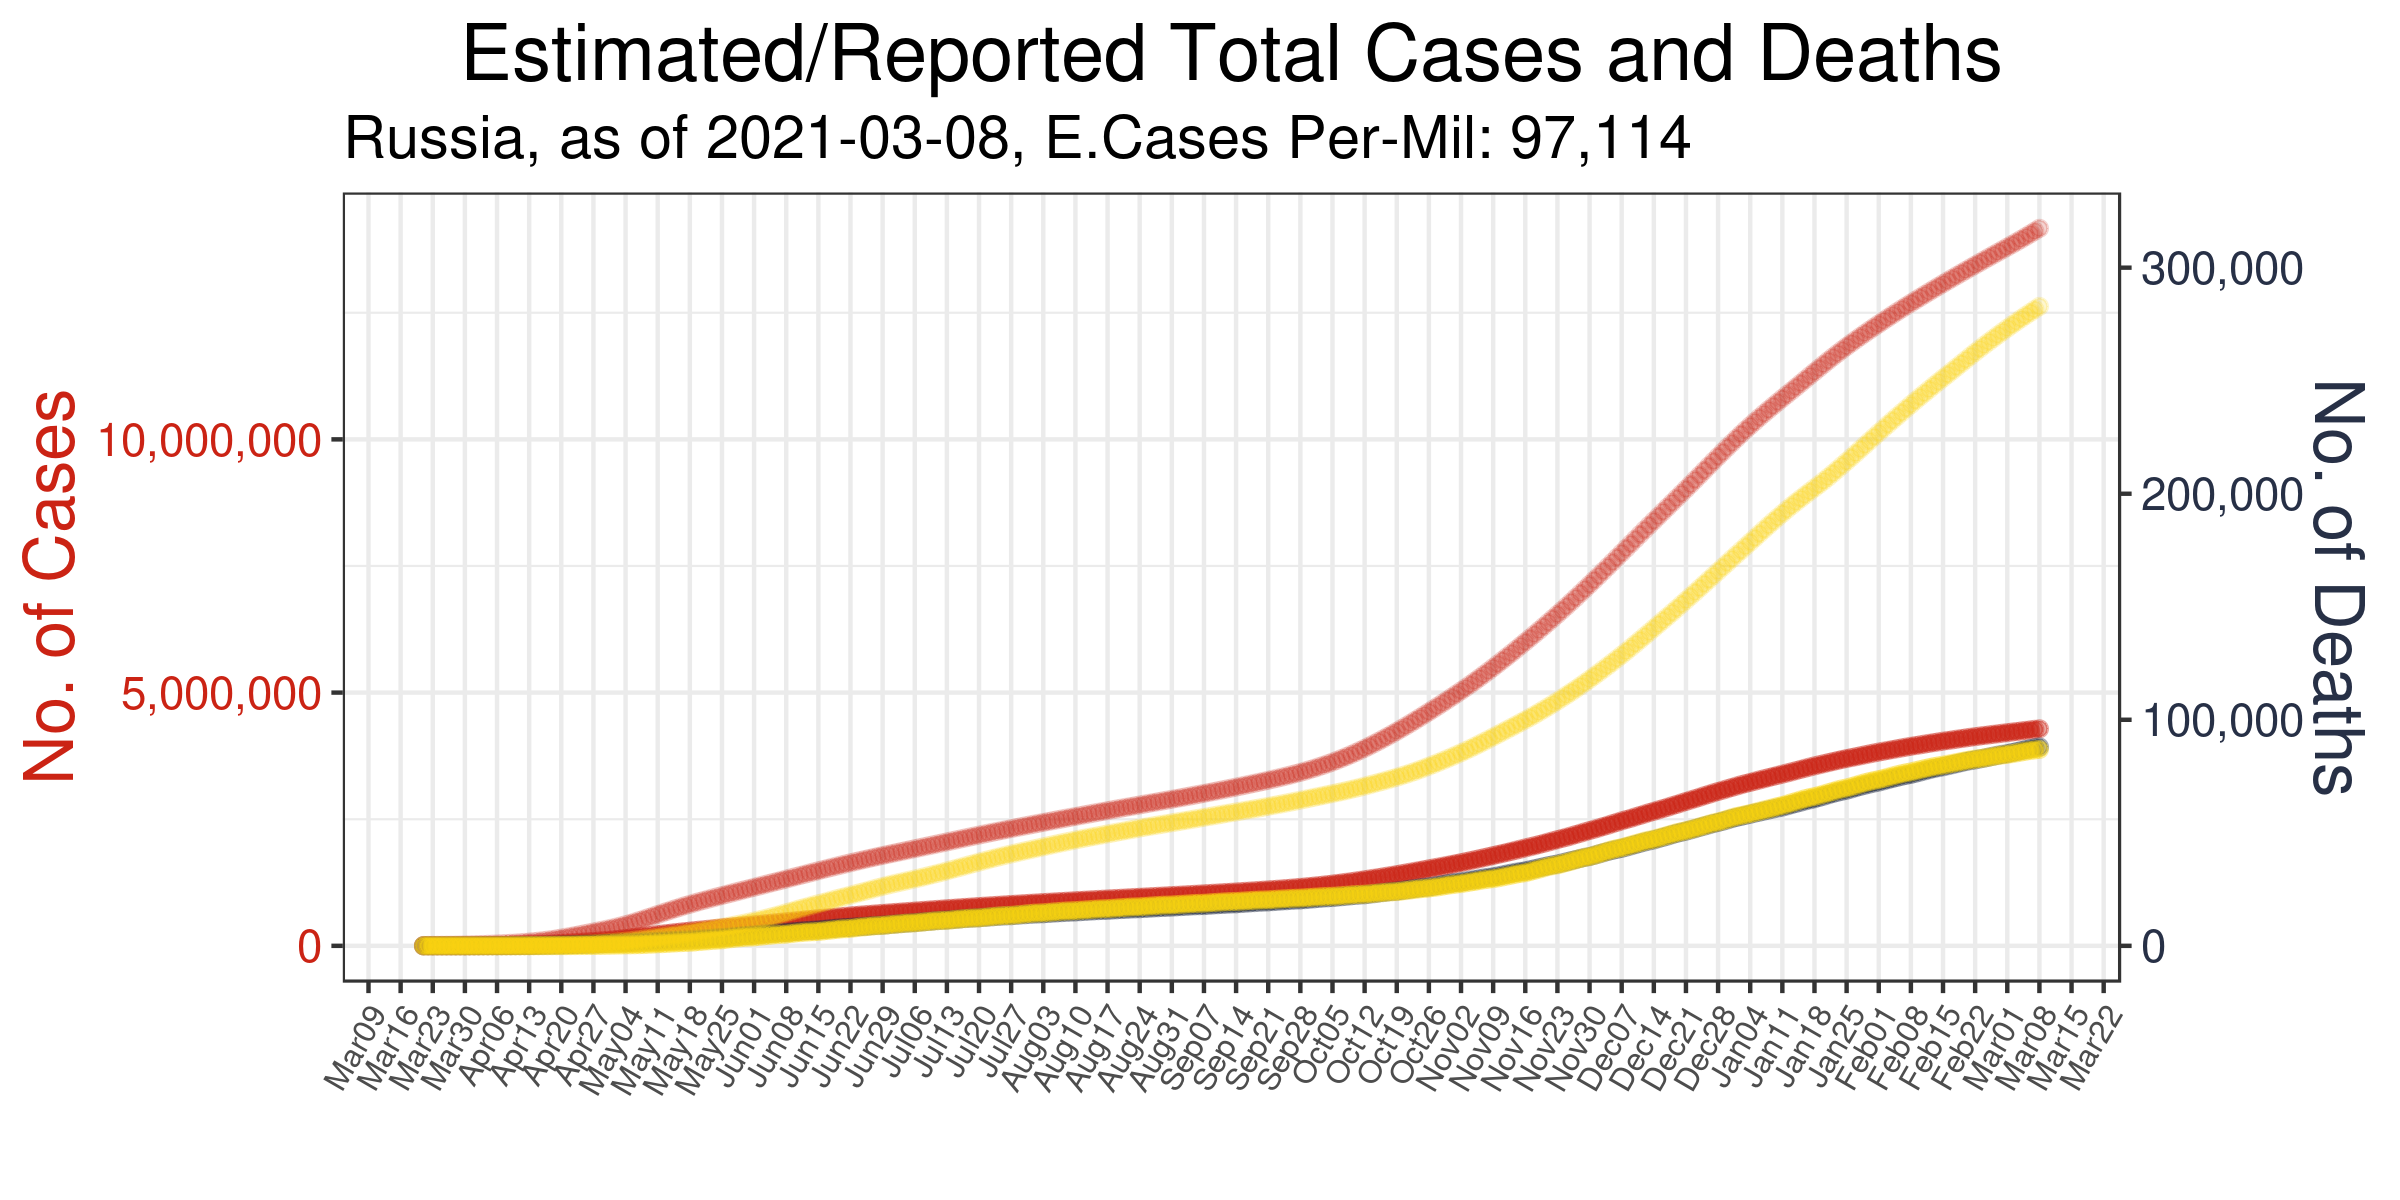 Estimated/Reported Total Cases and Deaths
Russia, as of 2021-03-08, E.Cases Per-Mil: 97,114
No. of Cases
10,000,000
5,000,000
0
300,000
200,000
100,000
0
No. of Deaths
Mar09
Mar16
Mar23
Mar30
Apr06
Apr13
Apr20
Apr27
May04
May11
May18
May25
Jun01
Jun08
Jun15
Jun22
Jun29
Jul06
Jul13
Jul20
Jul27
Aug03
Aug10
Aug17
Aug24
Aug31
Sep07
Sep14
Sep21
Sep28
Oct05
Oct12
Oct19
Oct26
Nov02
Nov09
Nov16
Nov23
Nov30
Dec07
Dec14
Dec21
Dec28
Jan04
Jan11
Jan18
Jan25
Feb01
Feb08
Feb15
Feb22
Mar01
Mar08
Mar15
Mar22